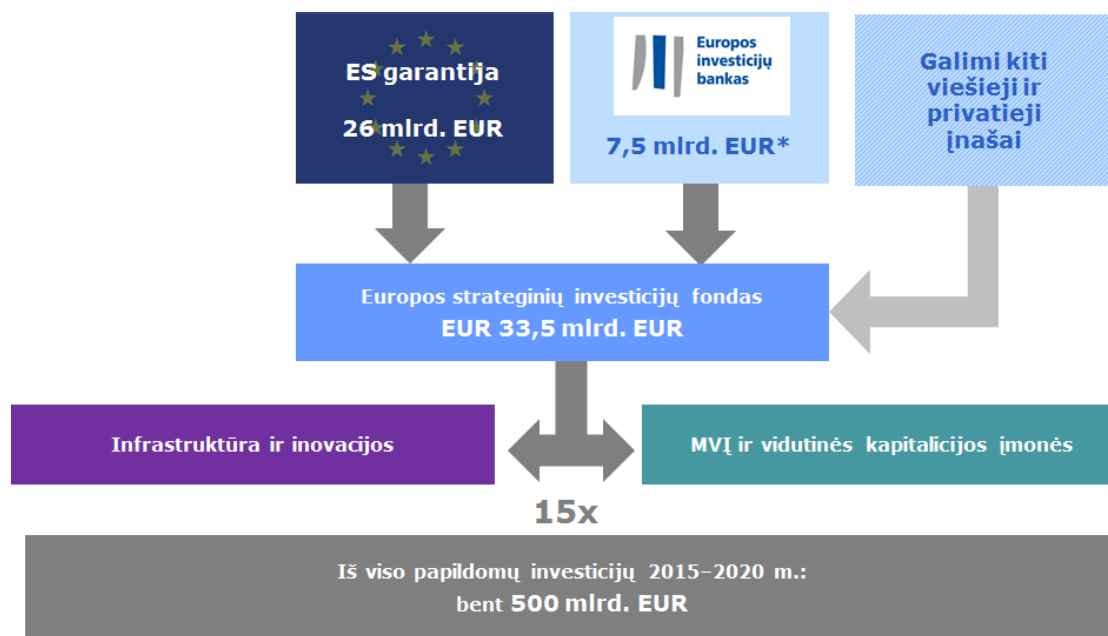 ES garantija
26 mlrd. EUR
Europos
investicijų
bankas
7,5 mlrd. EUR*
Galimi kiti
viešieji ir
privatieji
įnašai
Europos strateginių investicijų fondas
EUR 33,5 mlrd. EUR
Infrastruktūra ir inovacijos
MVĮ ir vidutinės kapitalicijos įmonės
15x
Iš viso papildomų investicijų 2015–2020 m.:
bent 500 mlrd. EUR